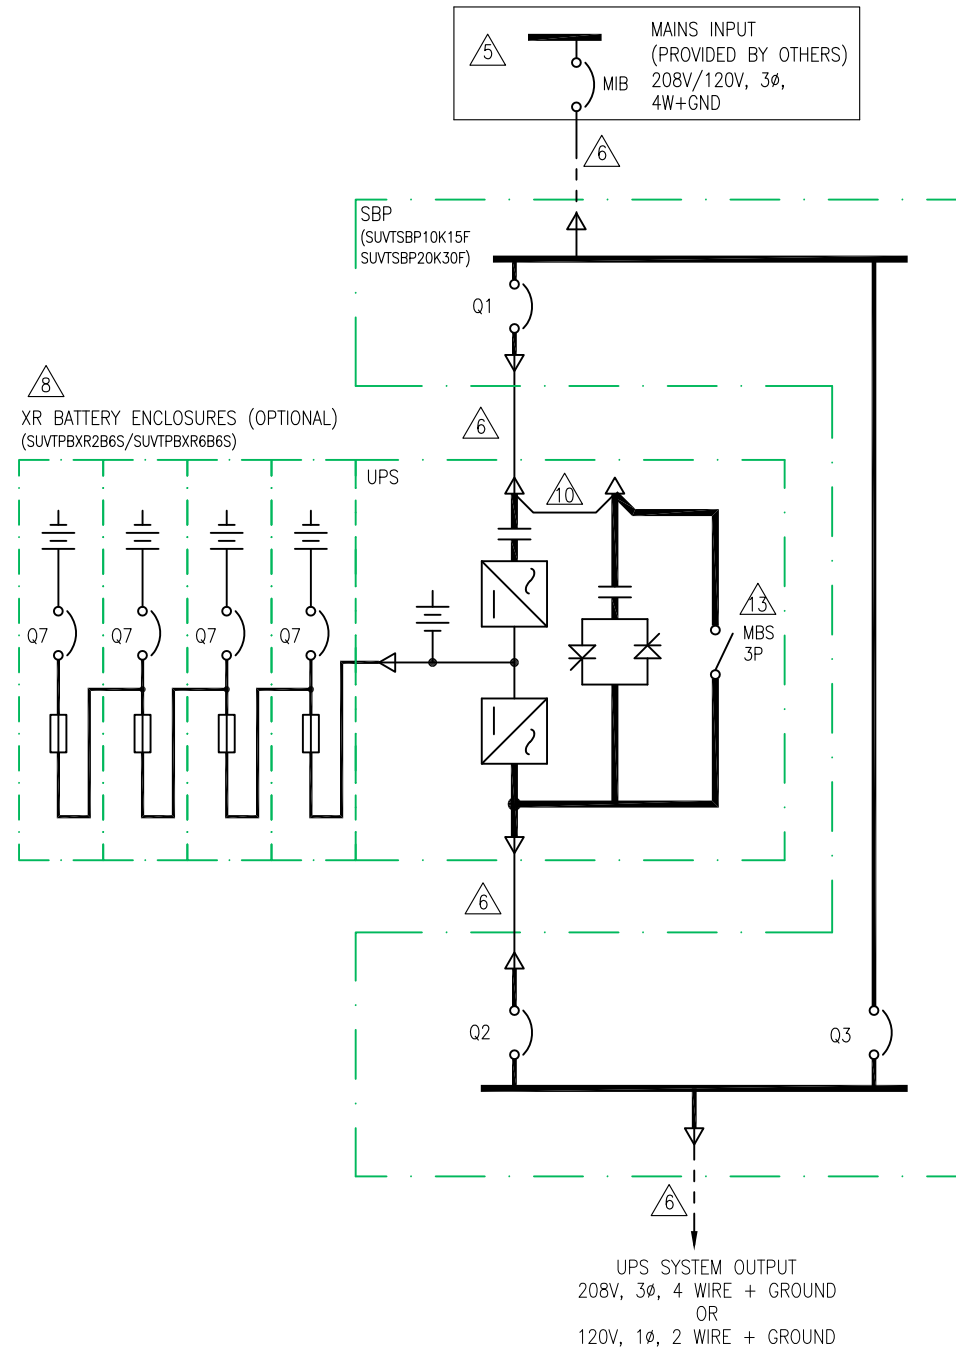 5
MAINS INPUT
(PROVIDED BY OTHERS)
208V/120V, 3ø,
4W+GND
MIB
6
SBP
(SUVTSBP10K15F
SUVTSBP20K30F)
Q1
8
XR BATTERY ENCLOSURES (OPTIONAL)
(SUVTPBXR2B6S/SUVTPBXR6B6S)
6
UPS
10
Q7
Q7
Q7
Q7
13
MBS
3P
6
Q2
Q3
6
UPS SYSTEM OUTPUT
208V, 3ø, 4 WIRE + GROUND
OR
120V, 1ø, 2 WIRE + GROUND